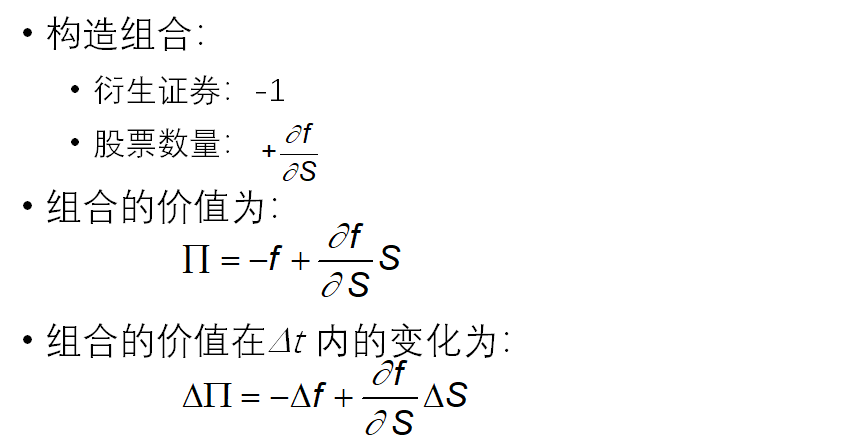 • 构造组合：
• 衍生证券：-1
• 股票数量： +∂f/∂S
• 组合的价值为：
Π = −f + ∂f/∂S S
• 组合的价值在Δt 内的变化为：
ΔΠ = −Δf + ∂f/∂S ΔS